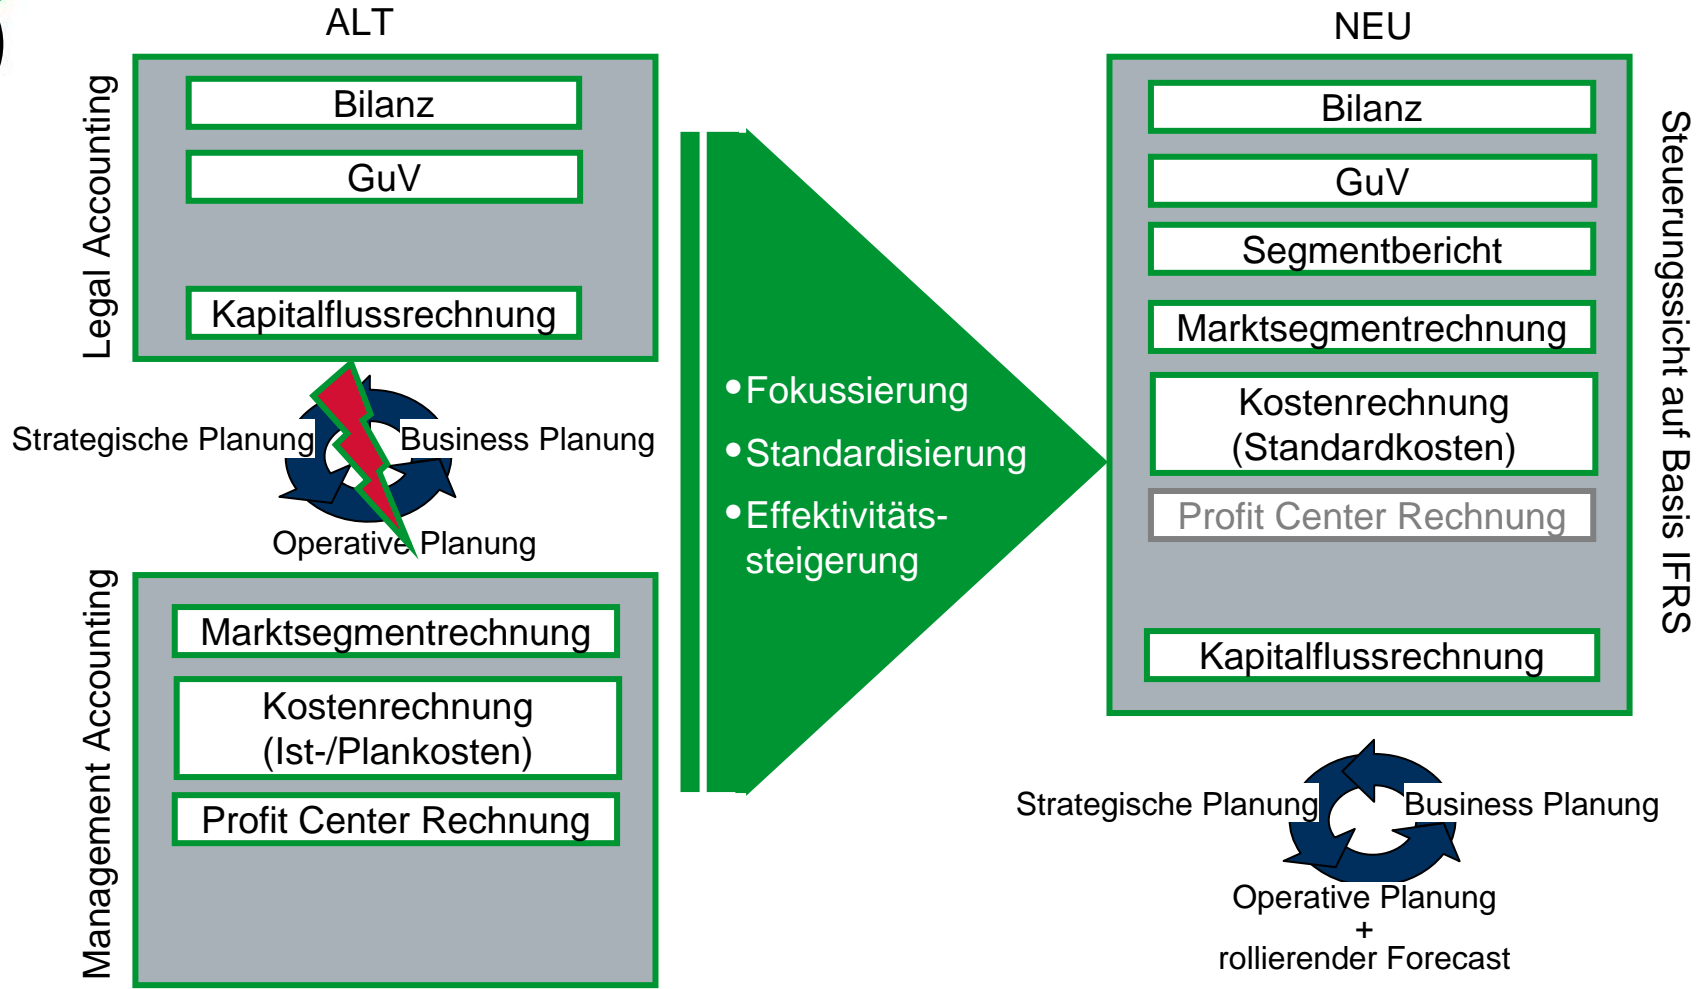 ALT
Legal Accounting
Bilanz
GuV
Kapitalflussrechnung
Strategische Planung
Business Planung
Operative Planung
Management Accounting
Marktsegmentrechnung
Kostenrechnung
(Ist-/Plankosten)
Profit Center Rechnung
•Fokussierung
•Standardisierung
•Effektivitäts-
steigerung
NEU
Bilanz
GuV
Segmentbericht
Marktsegmentrechnung
Kostenrechnung
(Standardkosten)
Profit Center Rechnung
Kapitalflussrechnung
Steuerungssicht auf Basis IFRS
Strategische Planung
Business Planung
Operative Planung
+
rollierender Forecast